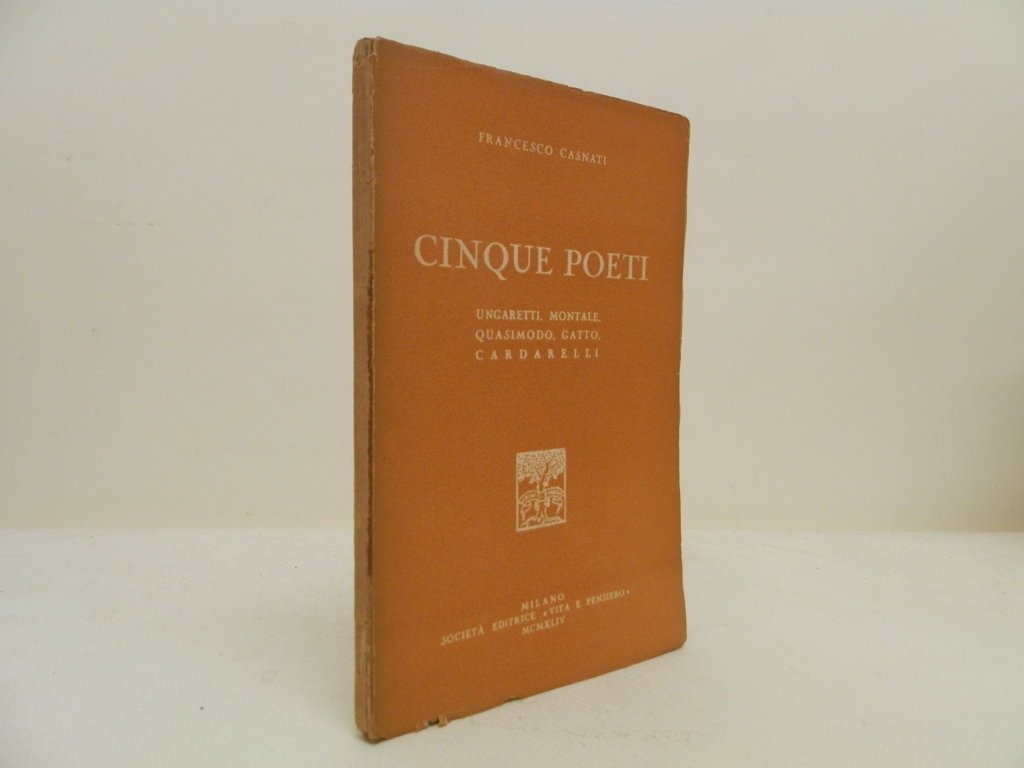 FRANCESCO CASNATI
CINQUE POETI
UNGARETTI, MONTALE,
QUASIMODO, GATTO,
CARDARELLI
MILANO
SOCIETÀ EDITRICE «VITA E PENSIERO»
MCMXLIV